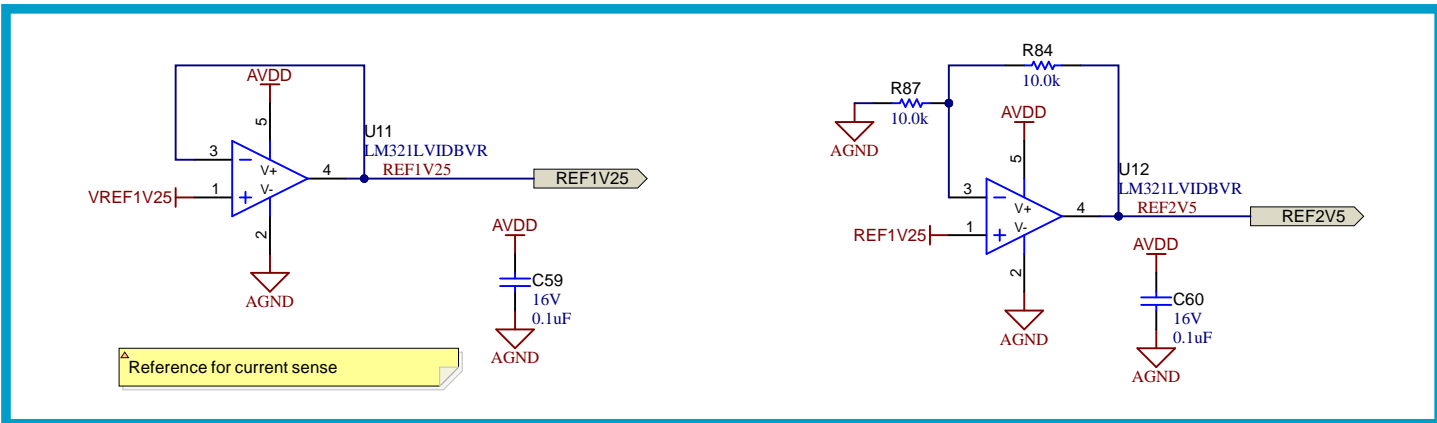 AVDD
5
U11
LM321LVIDBVR
3
V+
4
REF1V25
REF1V25
VREF1V25
1
V-
2
AGND
AVDD
C59
16V
0.1uF
AGND
Reference for current sense
R84
10.0k
R87
10.0k
AGND
AVDD
5
U12
LM321LVIDBVR
3
V+
4
REF2V5
REF2V5
REF1V25
1
V-
2
AGND
AVDD
C60
16V
0.1uF
AGND